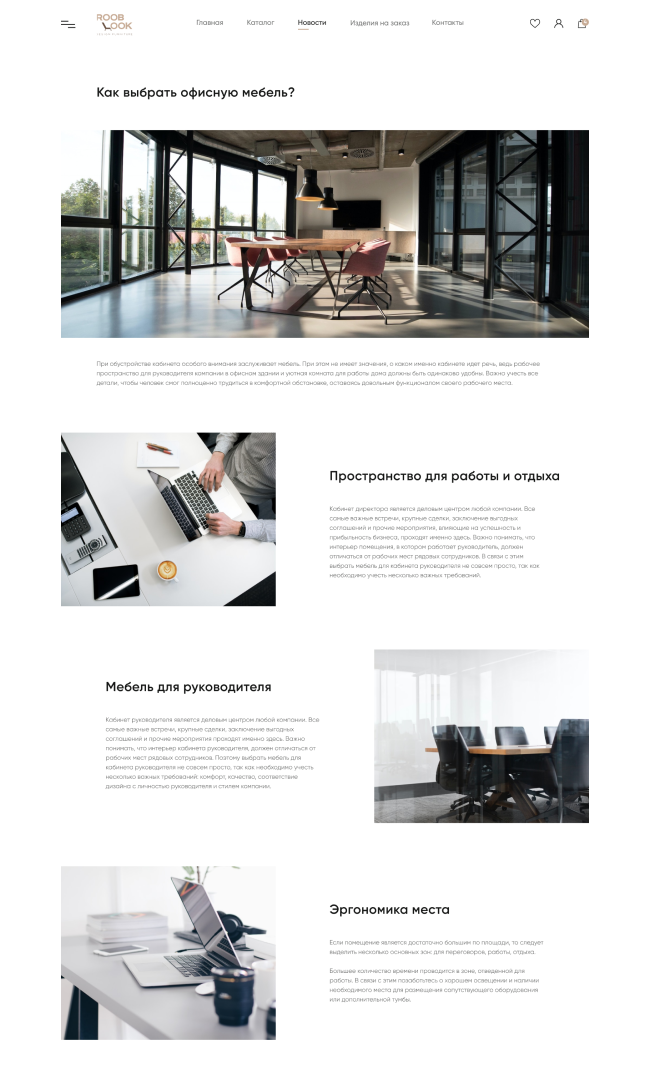 ROOB
LOOK
Главная
Каталог
Новости
Изделия на заказ
Контакты
Как выбрать офисную мебель?
При обустройстве кабинета особого внимания заслуживает мебель. При этом не имеет значения, о каком именно кабинете идет речь, ведь рабочее
пространство для руководителя компании в офисном здании и уютная комната для работы дома должны быть одинаково удобны. Важно учесть все
детали, чтобы человек смог полноценно трудиться в комфортной обстановке, оставаясь довольным функционалом своего рабочего места.
Пространство для работы и отдыха
Кабинет директора является деловым центром любой компании. Все
самые важные встречи, крупные сделки, заключение выгодных
соглашений и прочие мероприятия, влияющие на успешность и
прибыльность бизнеса, проходят именно здесь. Важно понимать, что
интерьер помещения, в котором работает руководитель, должен
отличаться от рабочих мест рядовых сотрудников. В связи с этим
выбрать мебель для кабинета руководителя не совсем просто, так как
необходимо учесть несколько важных требований.
Мебель для руководителя
Кабинет руководителя является деловым центром любой компании. Все
самые важные встречи, крупные сделки, заключение выгодных
соглашений и прочие мероприятия проходят именно здесь. Важно
понимать, что интерьер кабинета руководителя, должен отличаться от
рабочих мест рядовых сотрудников. Поэтому выбрать мебель для
кабинета руководителя не совсем просто, так как необходимо учесть
несколько важных требований: комфорт, качество, соответствие
дизайна с личностью руководителя и стилем компании.
Эргономика места
Если помещение является достаточно большим по площади, то следует
выделить несколько основных зон: для переговоров, работы, отдыха.
Большее количество времени проводится в зоне, отведенной для
работы. В связи с этим позаботьтесь о хорошем освещении и наличии
необходимого места для размещения сопутствующего оборудования
или дополнительной тумбы.